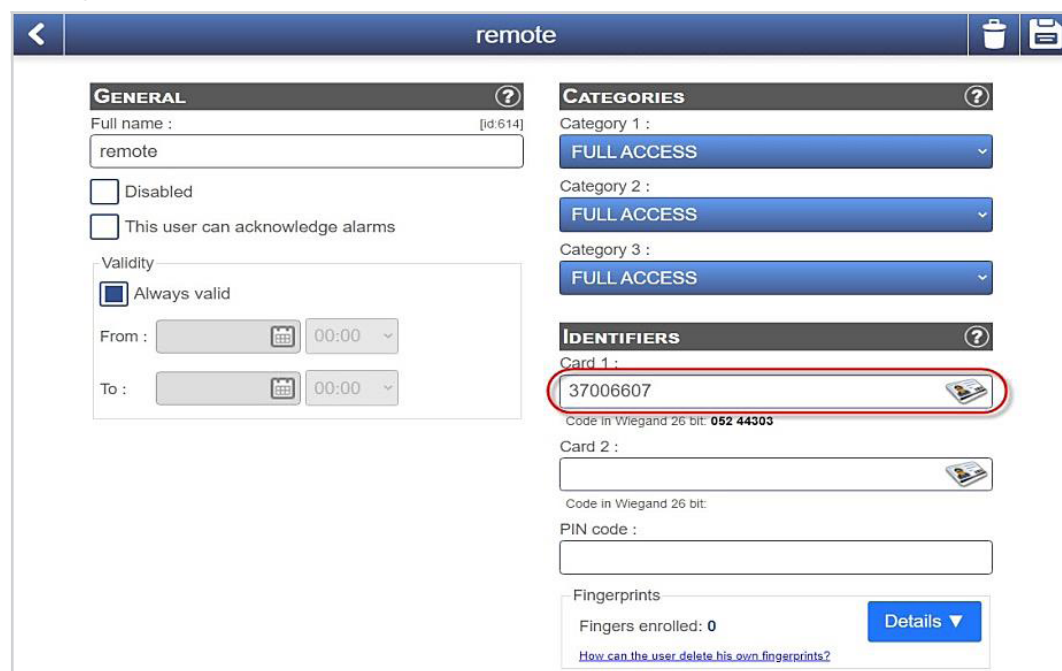 remote
GENERAL
Full name :
[id:614]
remote
Disabled
This user can acknowledge alarms
Validity
Always valid
From :
00:00
To :
00:00
CATEGORIES
Category 1 :
FULL ACCESS
Category 2 :
FULL ACCESS
Category 3 :
FULL ACCESS
IDENTIFIERS
Card 1 :
37006607
Code in Wiegand 26 bit: 052 44303
Card 2 :
Code in Wiegand 26 bit:
PIN code :
Fingerprints
Fingers enrolled: 0
Details ▼
How can the user delete his own fingerprints?